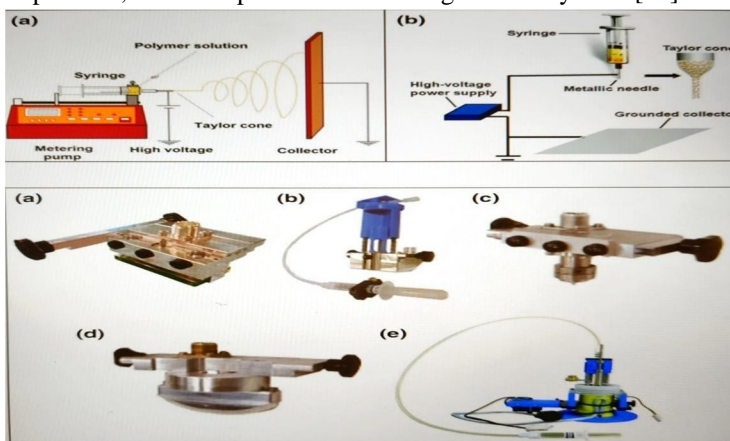 (a)
Polymer solution
Syringe
Taylor cone
Metering
pump
High voltage
Collector
(b)
Syringe
Taylor cone
High-voltage
power supply
Metallic needle
Grounded collector
(a)
(b)
(c)
(d)
(e)